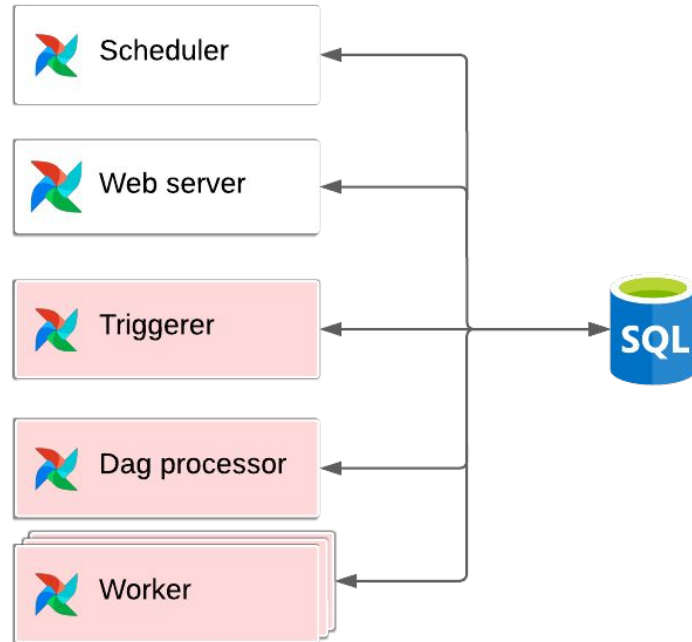 Scheduler
Web server
Triggerer
SQL
Dag processor
Worker